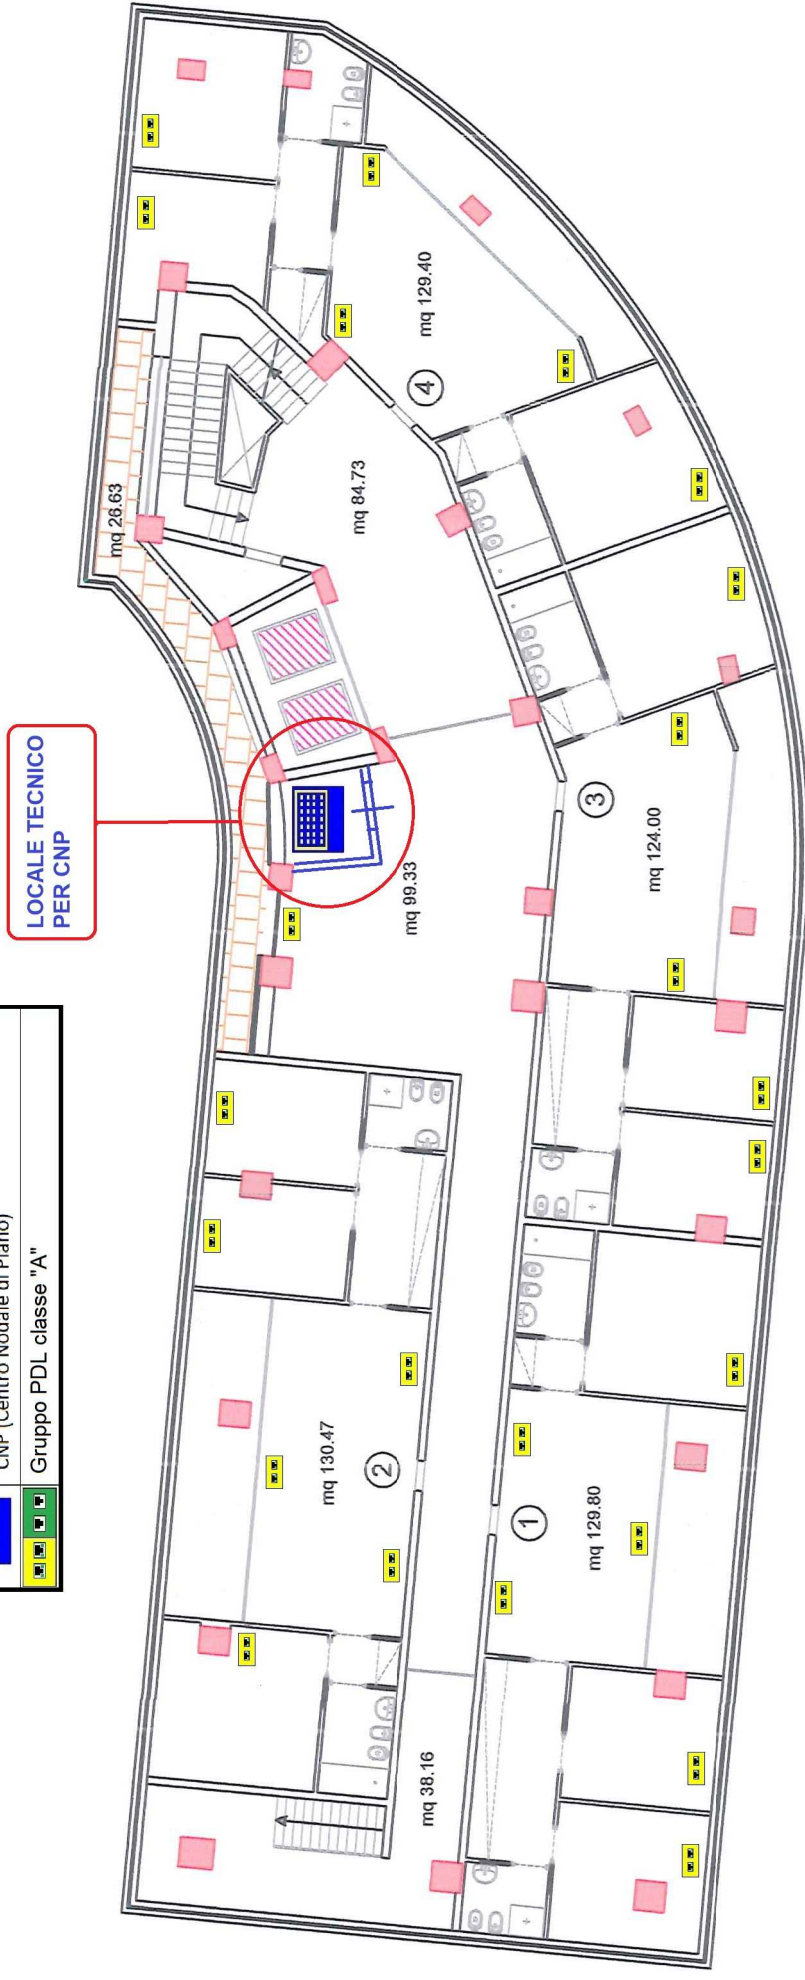 LOCALE TECNICO
PER CNP
CNP (Centro Nodale di Piano)
Gruppo PDL classe "A"
mq 26.63
mq 84.73
mq 129.40
4
mq 99.33
3
mq 124.00
mq 130.47
2
1
mq 129.80
mq 38.16